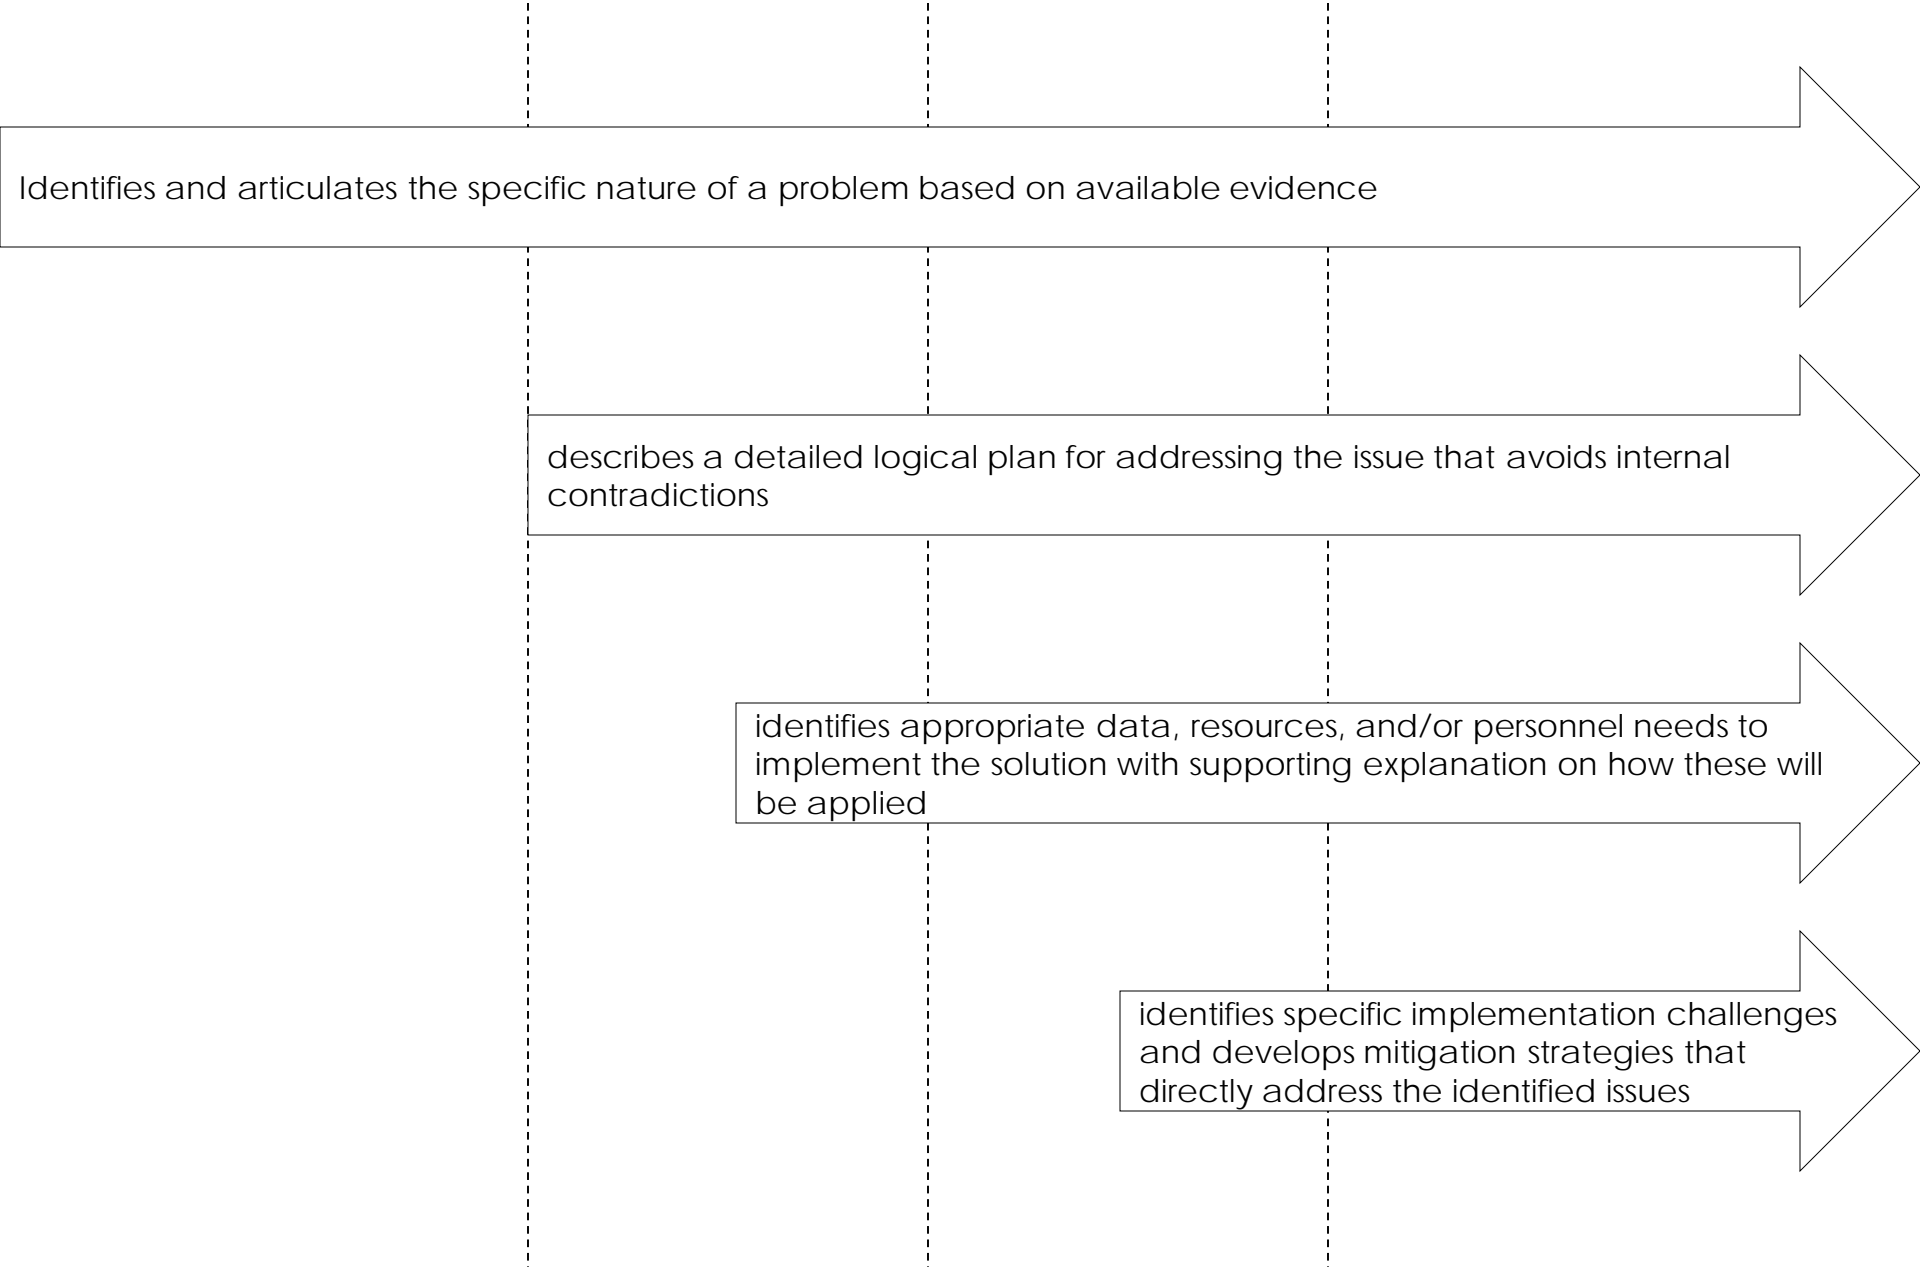 Identifies and articulates the specific nature of a problem based on available evidence
describes a detailed logical plan for addressing the issue that avoids internal
contradictions
identifies appropriate data, resources, and/or personnel needs to
implement the solution with supporting explanation on how these will
be applied
identifies specific implementation challenges
and develops mitigation strategies that
directly address the identified issues